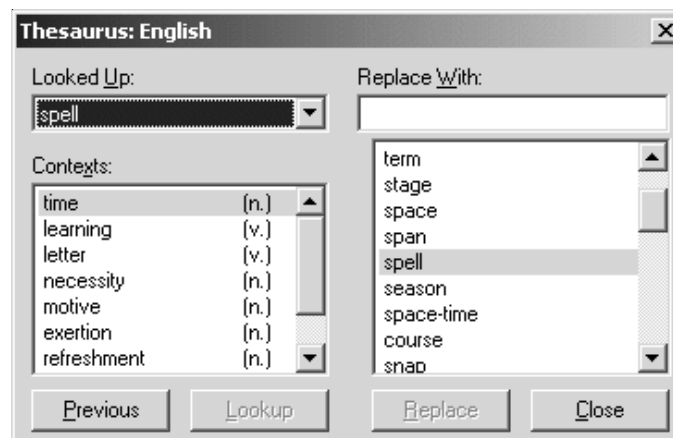 Thesaurus: English
Looked Up:
spell
Contexts:
time (n.)
learning (v.)
letter (v.)
necessity (n.)
motive (n.)
exertion (n.)
refreshment (n.)
Previous
Lookup
Replace With:
term
stage
space
span
spell
season
space-time
course
snap
Replace
Close